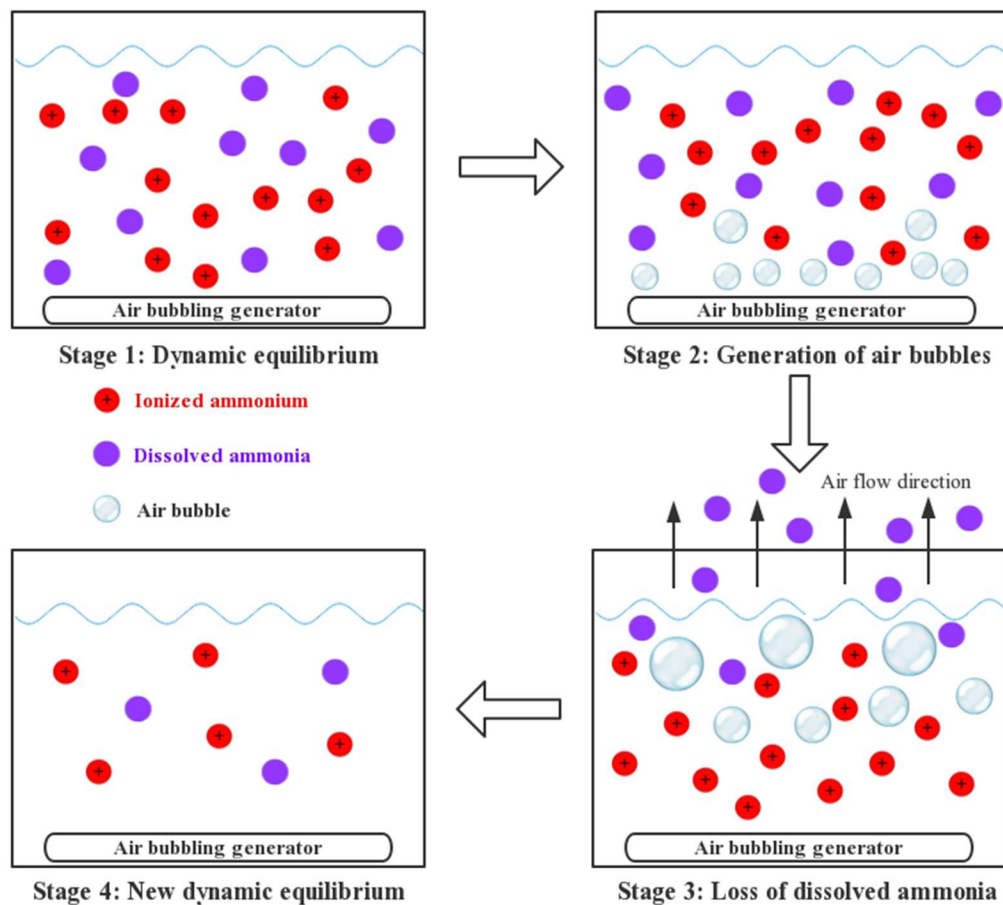 Air bubbling generator
Stage 1: Dynamic equilibrium
Air bubbling generator
Stage 2: Generation of air bubbles
+ Ionized ammonium
Dissolved ammonia
Air bubble
Air flow direction
Air bubbling generator
Stage 3: Loss of dissolved ammonia
Air bubbling generator
Stage 4: New dynamic equilibrium